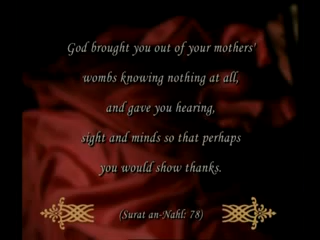 God brought you out of your mothers'
wombs knowing nothing at all,
and gave you hearing,
sight and minds so that perhaps
you would show thanks.
(Surat an-Nahl: 78)